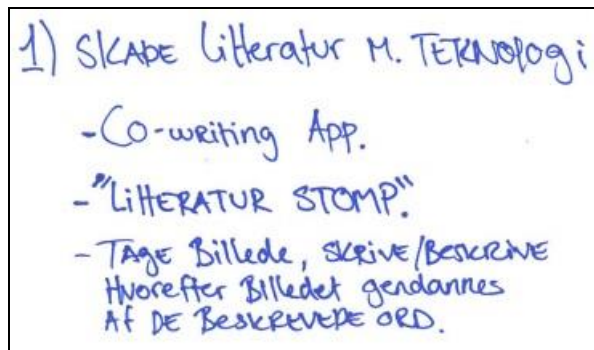 1) SKABE Litteratur M. TEKNOlogi
- Co-writing App.
- "LitteRATUR STOMP".
- TAge Billede, SKRIVE/BESKRIVE
Hvorefter Billedet gendannes
Af DE BESKREVEDE ORD.